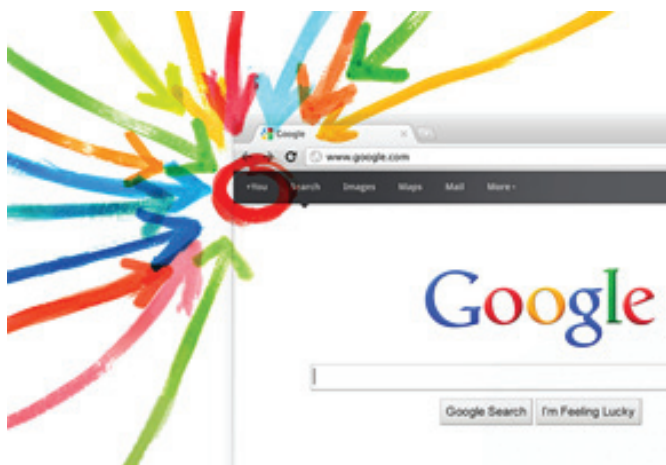 Google
www.google.com
+You Search Images Maps Mail More
Google
Google Search I'm Feeling Lucky